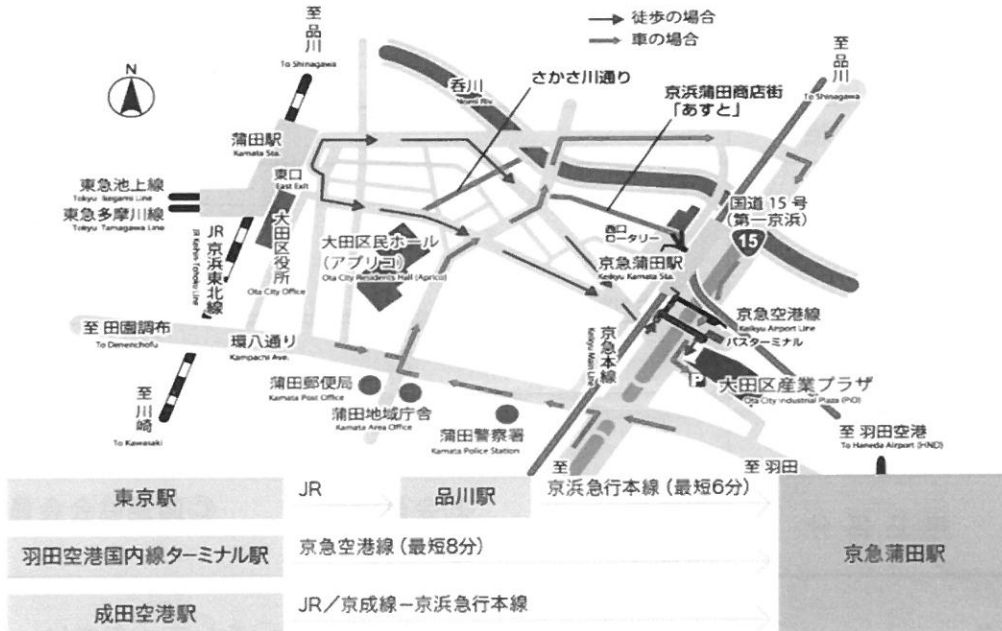 至品川
To Shinagawa
徒歩の場合
車の場合
至品川
To Shinagawa
N
呑川
Nomi Riv.
さかさ川通り
京浜蒲田商店街
「あすと」
蒲田駅
Kamata Sta.
東口
East Exit
東急池上線
Tokyu Ikegami Line
東急多摩川線
Tokyu Tamagawa Line
JR京浜東北線
JR Keihin Tohoku Line
大田区役所
Ota City Office
大田区民ホール
(アプリコ)
Ota City Residents Hall (Aprico)
西口
ロータリー
国道15号
(第一京浜)
15
京急蒲田駅
Keikyu Kamata Sta.
京急空港線
Keikyu Airport Line
バスターミナル
京急本線
Keikyu Main Line
至 田園調布
To Denenchofu
環八通り
Kampachi Ave.
P
大田区産業プラザ
Ota City Industrial Plaza (PiO)
蒲田郵便局
Kamata Post Office
蒲田地域庁舎
Kamata Area Office
蒲田警察署
Kamata Police Station
至川崎
To Kawasaki
至 羽田空港
To Haneda Airport (HND)
至
至 羽田
東京駅
JR
品川駅
京浜急行本線(最短6分)
羽田空港国内線ターミナル駅
京急空港線(最短8分)
京急蒲田駅
成田空港駅
JR/京成線-京浜急行本線